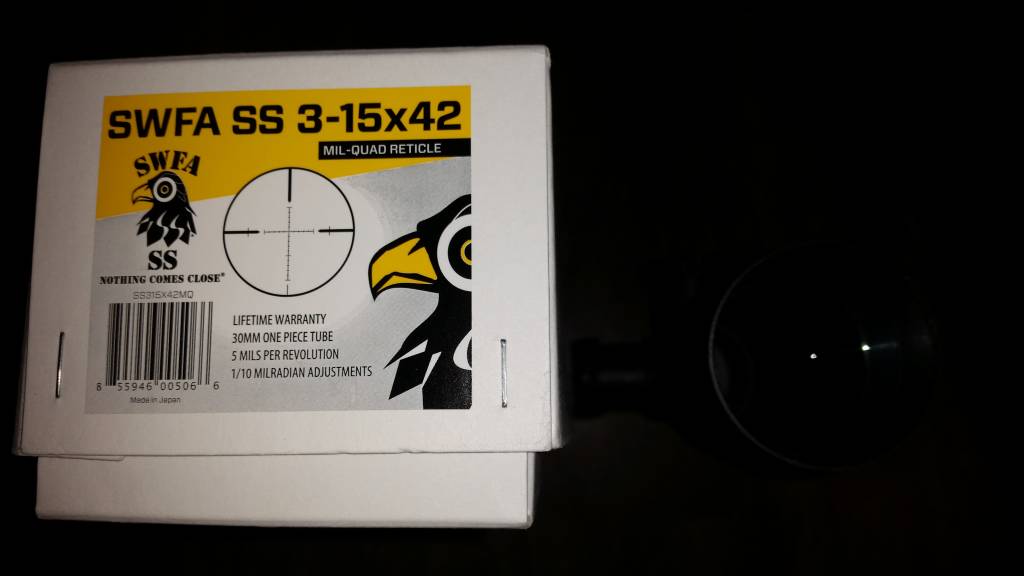 SWFA SS 3-15x42
MIL-QUAD RETICLE
SWFA
SS
NOTHING COMES CLOSE®
SS315X42MQ
8 55946 00506 6
Made in Japan
LIFETIME WARRANTY
30MM ONE PIECE TUBE
5 MILS PER REVOLUTION
1/10 MILRADIAN ADJUSTMENTS